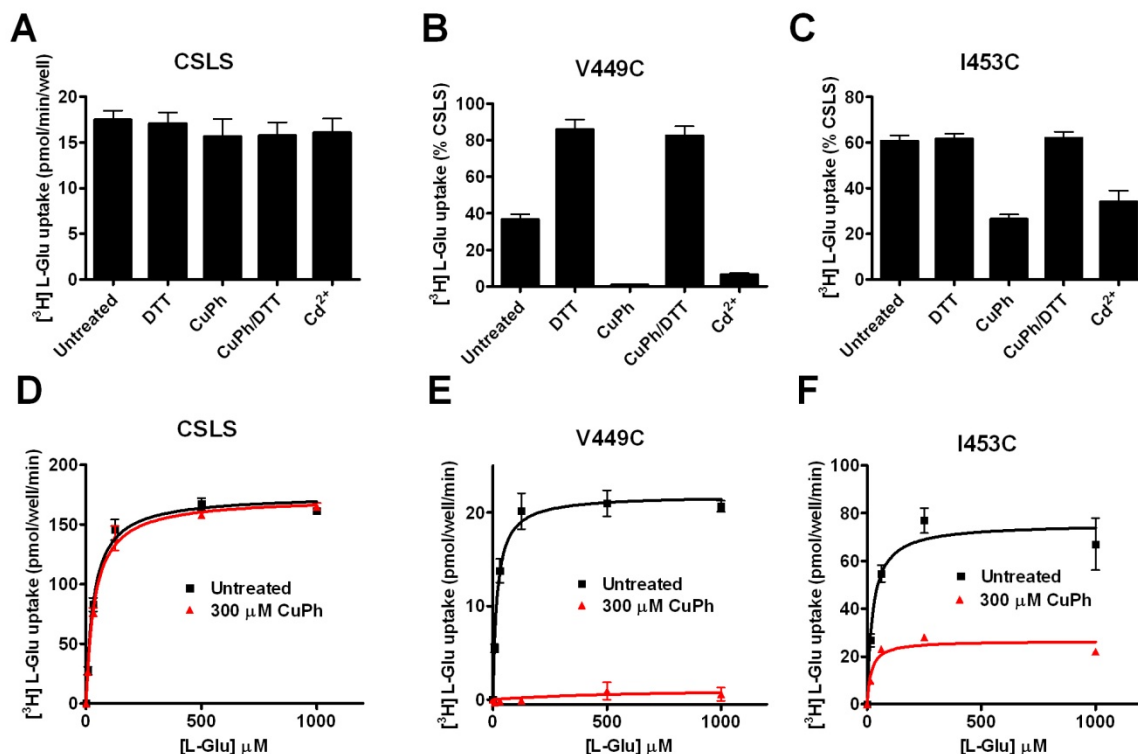 A
CSLS
[³H] L-Glu uptake (pmol/min/well)
20
15
10
5
0
Untreated
DTT
CuPh
CuPh/DTT
Cd²⁺
B
V449C
[³H] L-Glu uptake (% CSLS)
100
80
60
40
20
0
Untreated
DTT
CuPh
CuPh/DTT
Cd²⁺
C
I453C
[³H] L-Glu uptake (% CSLS)
80
60
40
20
0
Untreated
DTT
CuPh
CuPh/DTT
Cd²⁺
D
CSLS
[³H] L-Glu uptake (pmol/well/min)
200
150
100
50
0
Untreated
300 μM CuPh
0
500
1000
[L-Glu] μM
E
V449C
[³H] L-Glu uptake (pmol/well/min)
20
10
0
Untreated
300 μM CuPh
0
500
1000
[L-Glu] μM
F
I453C
[³H] L-Glu uptake (pmol/well/min)
100
80
60
40
20
0
Untreated
300 μM CuPh
0
500
1000
[L-Glu] μM